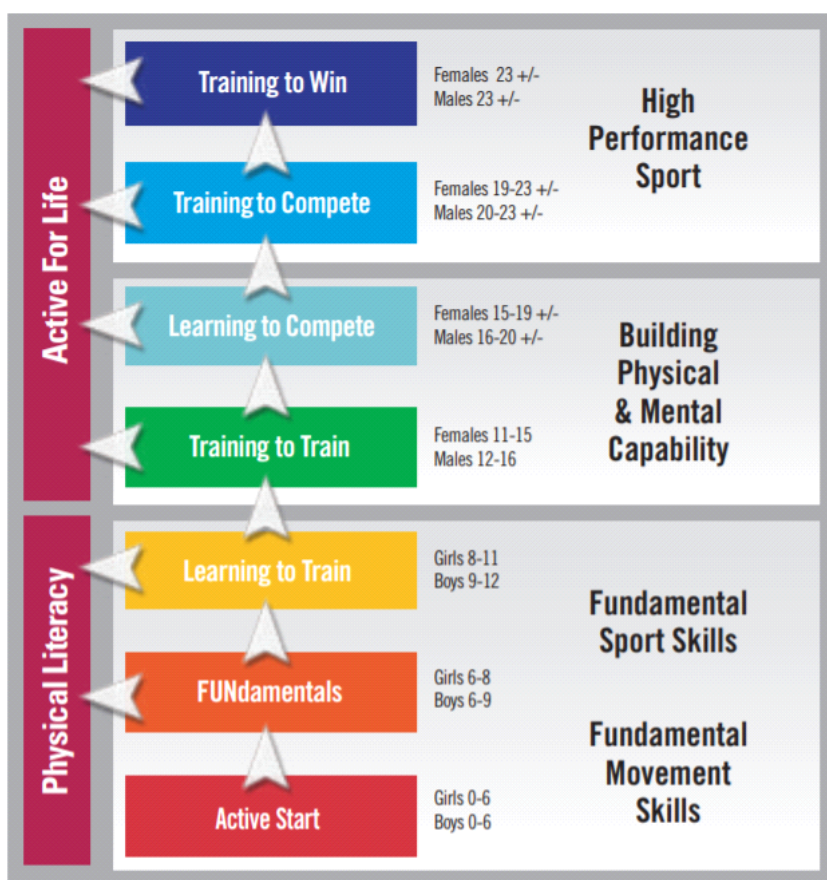 Active For Life
Training to Win
Females 23 +/-
Males 23 +/-
High
Performance
Sport
Training to Compete
Females 19-23 +/-
Males 20-23 +/-
Learning to Compete
Females 15-19 +/-
Males 16-20 +/-
Building
Physical
& Mental
Capability
Training to Train
Females 11-15
Males 12-16
Physical Literacy
Learning to Train
Girls 8-11
Boys 9-12
Fundamental
Sport Skills
FUNdamentals
Girls 6-8
Boys 6-9
Fundamental
Movement
Skills
Active Start
Girls 0-6
Boys 0-6